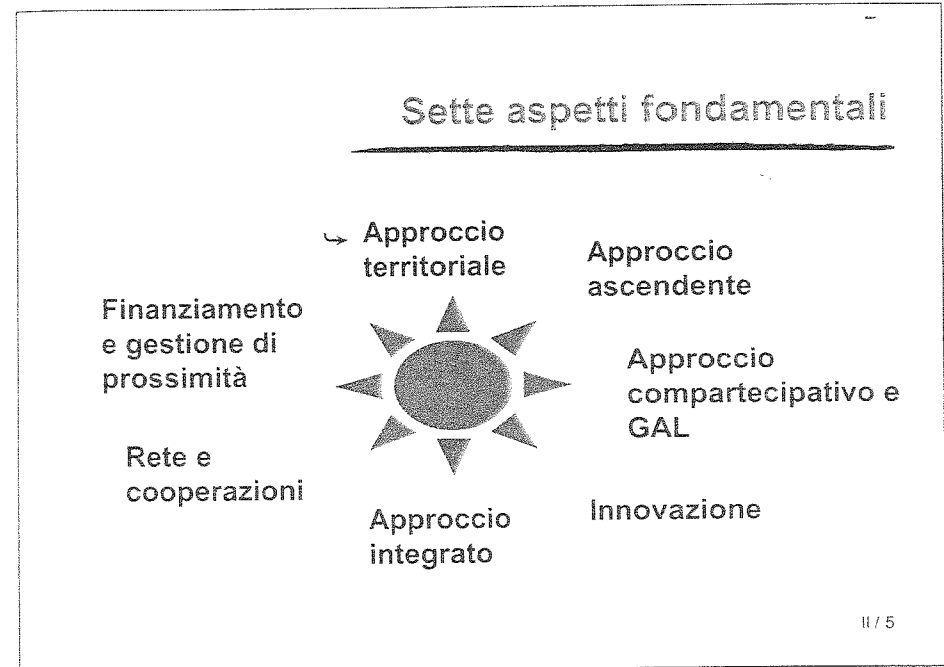 Sette aspetti fondamentali
Approccio
territoriale
Approccio
ascendente
Approccio
compartecipativo e
GAL
Innovazione
Approccio
integrato
Rete e
cooperazioni
Finanziamento
e gestione di
prossimità
II / 5